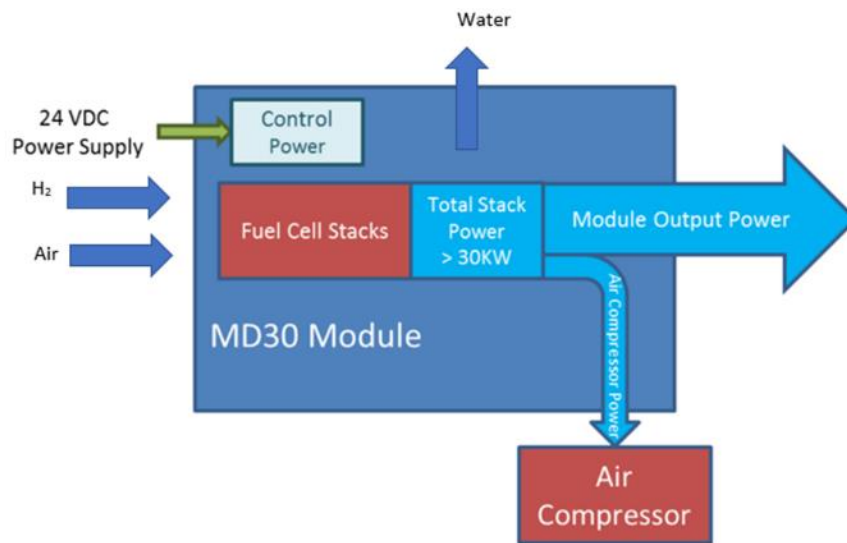 Water
24 VDC
Power Supply
Control
Power
H₂
Air
Fuel Cell Stacks
Total Stack
Power
> 30KW
Module Output Power
Air Compressor Power
MD30 Module
Air
Compressor